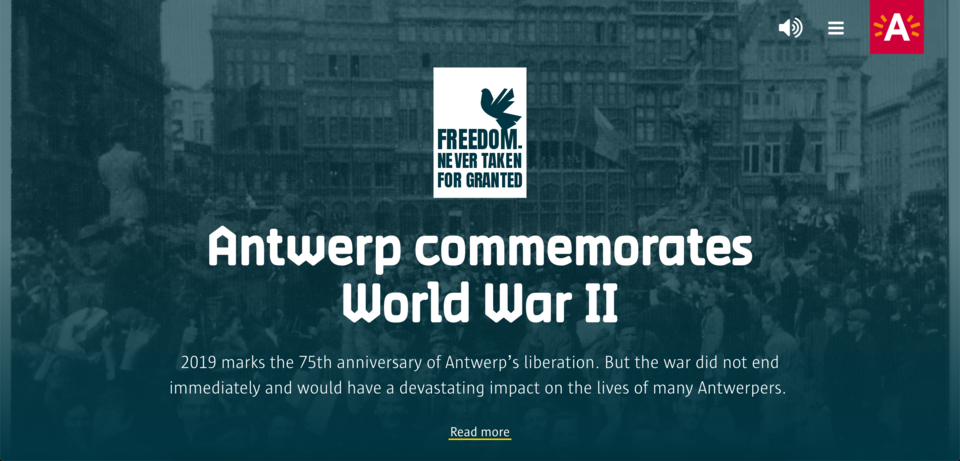 A
FREEDOM.
NEVER TAKEN
FOR GRANTED
Antwerp commemorates
World War II
2019 marks the 75th anniversary of Antwerp's liberation. But the war did not end
immediately and would have a devastating impact on the lives of many Antwerpers.
Read more